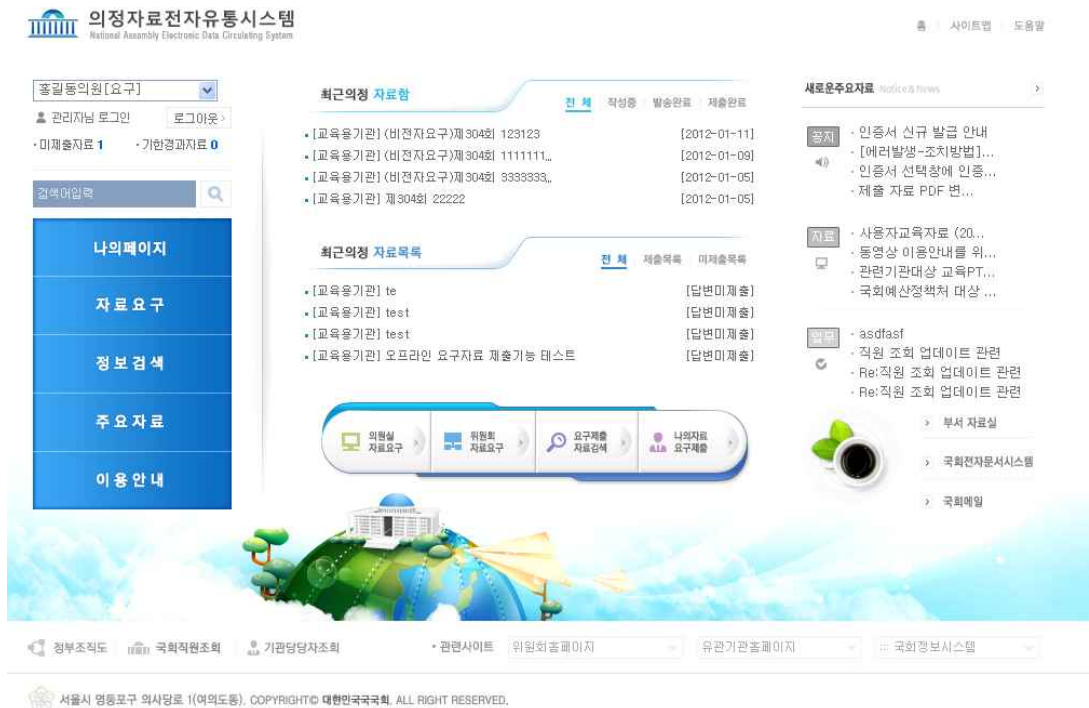 의정자료전자유통시스템
National Assembly Electronic Data Circulating System
홈
사이트맵
도움말
홍길동의원[요구]
관리자님 로그인
로그아웃
· 미제출자료 1
· 기한경과자료 0
검색어입력
나의페이지
자료요구
정보검색
주요자료
이용안내
최근의정 자료함
전 체
작성중
발송완료
제출완료
[교육용기관] (비전자요구)제304회 123123 [2012-01-11]
[교육용기관] (비전자요구)제304회 1111111... [2012-01-09]
[교육용기관] (비전자요구)제304회 3333333... [2012-01-05]
[교육용기관] 제304회 22222 [2012-01-05]
최근의정 자료목록
전 체
제출목록
미제출목록
[교육용기관] te [답변미제출]
[교육용기관] test [답변미제출]
[교육용기관] test [답변미제출]
[교육용기관] 오프라인 요구자료 제출기능 테스트 [답변미제출]
의원실
자료요구
위원회
자료요구
요구제출
자료검색
나의자료
요구제출
새로운주요자료 Notice & News
공지
· 인증서 신규 발급 안내
· [에러발생-조치방법]...
· 인증서 선택창에 인증...
· 제출 자료 PDF 변...
자료
· 사용자교육자료 (20...
· 동영상 이용안내를 위...
· 관련기관대상 교육PT...
· 국회예산정책처 대상 ...
업무
· asdfasf
· 직원 조회 업데이트 관련
· Re:직원 조회 업데이트 관련
· Re:직원 조회 업데이트 관련
부서 자료실
국회전자문서시스템
국회메일
정부조직도
국회직원조회
기관담당자조회
· 관련사이트
위원회홈페이지
유관기관홈페이지
::: 국회정보시스템
서울시 영등포구 의사당로 1(여의도동). COPYRIGHT© 대한민국국회. ALL RIGHT RESERVED.